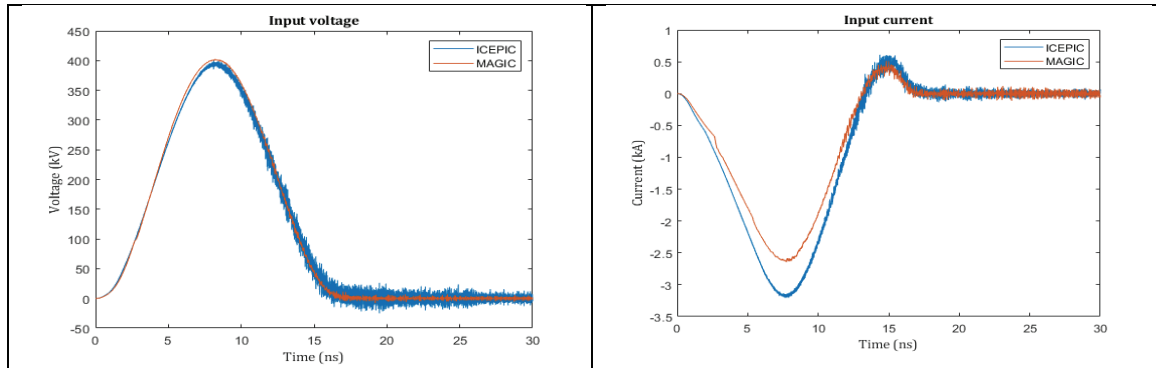 Input voltage
450
400
350
300
250
200
150
100
50
0
-50
Voltage (kV)
0 5 10 15 20 25 30
Time (ns)
ICEPIC
MAGIC
Input current
1
0.5
0
-0.5
-1
-1.5
-2
-2.5
-3
-3.5
Current (kA)
0 5 10 15 20 25 30
Time (ns)
ICEPIC
MAGIC